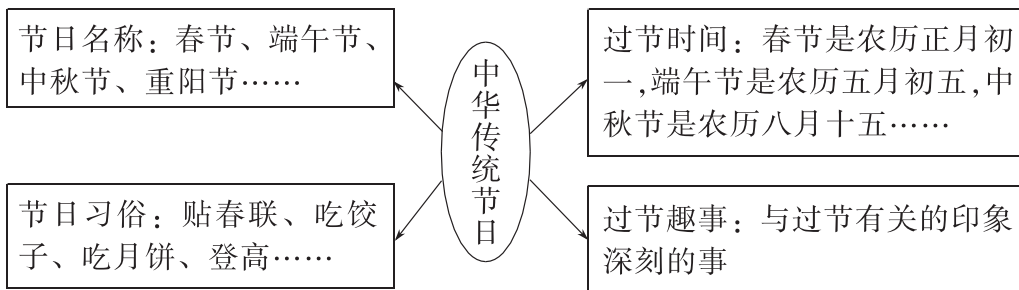 节日名称：春节、端午节、
中秋节、重阳节……
中华传统节日
过节时间：春节是农历正月初
一,端午节是农历五月初五,中
秋节是农历八月十五……
节日习俗：贴春联、吃饺
子、吃月饼、登高……
过节趣事：与过节有关的印象
深刻的事